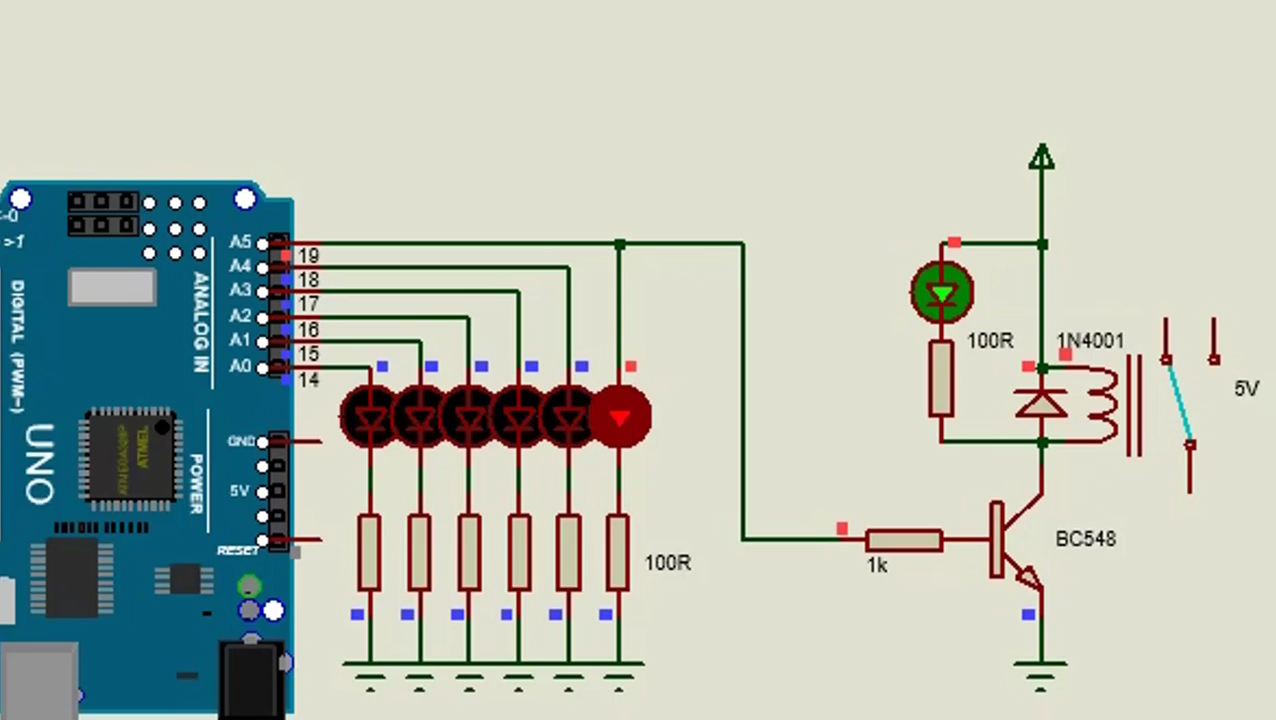 >1
A5
A4
A3
A2
A1
A0
19
18
17
16
15
14
ANALOG IN
DIGITAL (PWM~)
UNO
ATMEL
POWER
GND
5V
RESET
100R
1k
100R
1N4001
BC548
5V